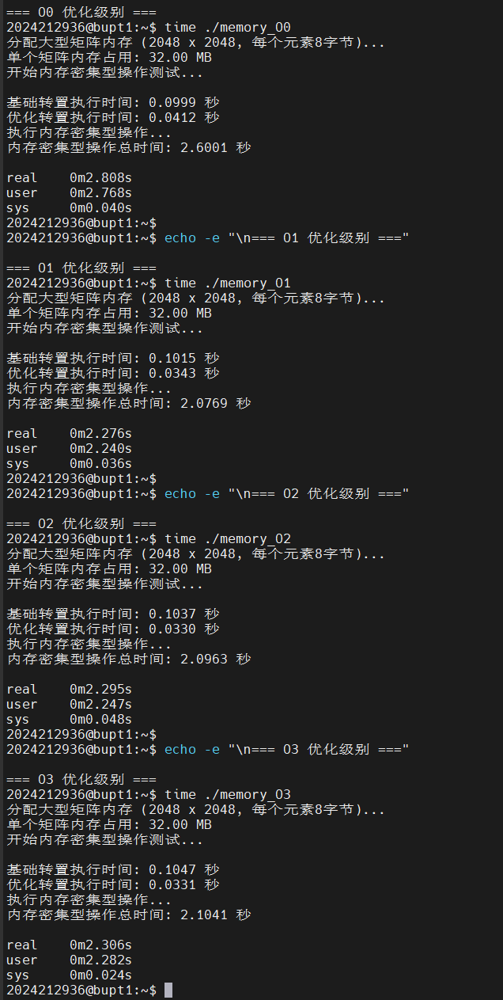 === O0 优化级别 ===
2024212936@bupt1:~$ time ./memory_O0
分配大型矩阵内存 (2048 x 2048, 每个元素8字节)...
单个矩阵内存占用: 32.00 MB
开始内存密集型操作测试...
基础转置执行时间: 0.0999 秒
优化转置执行时间: 0.0412 秒
执行内存密集型操作...
内存密集型操作总时间: 2.6001 秒
real 0m2.808s
user 0m2.768s
sys 0m0.040s
2024212936@bupt1:~$
2024212936@bupt1:~$ echo -e "\n=== O1 优化级别 ==="
=== O1 优化级别 ===
2024212936@bupt1:~$ time ./memory_O1
分配大型矩阵内存 (2048 x 2048, 每个元素8字节)...
单个矩阵内存占用: 32.00 MB
开始内存密集型操作测试...
基础转置执行时间: 0.1015 秒
优化转置执行时间: 0.0343 秒
执行内存密集型操作...
内存密集型操作总时间: 2.0769 秒
real 0m2.276s
user 0m2.240s
sys 0m0.036s
2024212936@bupt1:~$
2024212936@bupt1:~$ echo -e "\n=== O2 优化级别 ==="
=== O2 优化级别 ===
2024212936@bupt1:~$ time ./memory_O2
分配大型矩阵内存 (2048 x 2048, 每个元素8字节)...
单个矩阵内存占用: 32.00 MB
开始内存密集型操作测试...
基础转置执行时间: 0.1037 秒
优化转置执行时间: 0.0330 秒
执行内存密集型操作...
内存密集型操作总时间: 2.0963 秒
real 0m2.295s
user 0m2.247s
sys 0m0.048s
2024212936@bupt1:~$
2024212936@bupt1:~$ echo -e "\n=== O3 优化级别 ==="
=== O3 优化级别 ===
2024212936@bupt1:~$ time ./memory_O3
分配大型矩阵内存 (2048 x 2048, 每个元素8字节)...
单个矩阵内存占用: 32.00 MB
开始内存密集型操作测试...
基础转置执行时间: 0.1047 秒
优化转置执行时间: 0.0331 秒
执行内存密集型操作...
内存密集型操作总时间: 2.1041 秒
real 0m2.306s
user 0m2.282s
sys 0m0.024s
2024212936@bupt1:~$